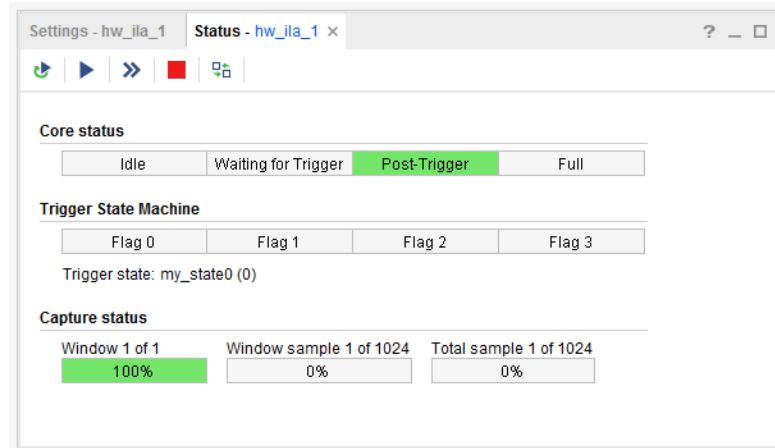 Settings - hw_ila_1 Status - hw_ila_1 × ?
Core status
Idle Waiting for Trigger Post-Trigger Full
Trigger State Machine
Flag 0 Flag 1 Flag 2 Flag 3
Trigger state: my_state0 (0)
Capture status
Window 1 of 1 Window sample 1 of 1024 Total sample 1 of 1024
100% 0% 0%